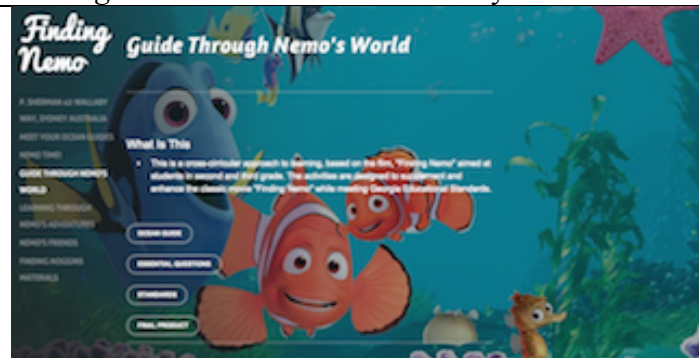 Finding
Nemo
Guide Through Nemo's World
P. SHERMAN 42 WALLABY
WAY, SYDNEY AUSTRALIA
MEET YOUR OCEAN GUIDES
NEMO TIME!
GUIDE THROUGH NEMO'S
WORLD
LEARNING THROUGH
NEMO'S ADVENTURES
NEMO'S FRIENDS
FINDING NOGGINS
MATERIALS
What Is This
• This is a cross-cirricular approach to learning, based on the film, "Finding Nemo" aimed at
students in second and third grade. The activities are designed to supplement and
enhance the classic movie "Finding Nemo" while meeting Georgia Educational Standards.
OCEAN GUIDE
ESSENTIAL QUESTIONS
STANDARDS
FINAL PRODUCT